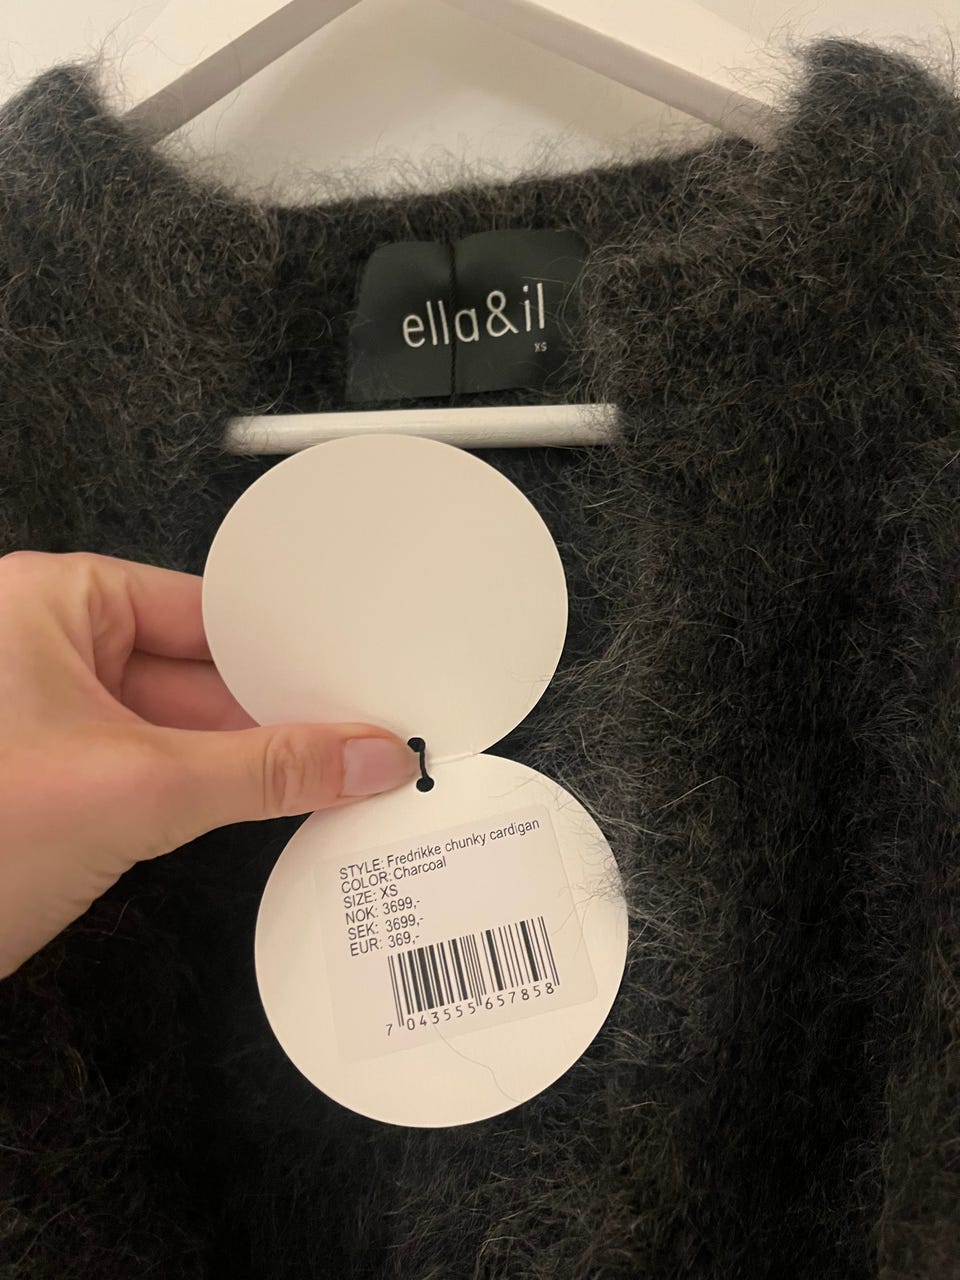 ella&il
XS
STYLE: Fredrikke chunky cardigan
COLOR: Charcoal
SIZE: XS
NOK: 3699,-
SEK: 3699,-
EUR: 369,-
7 043555 657858